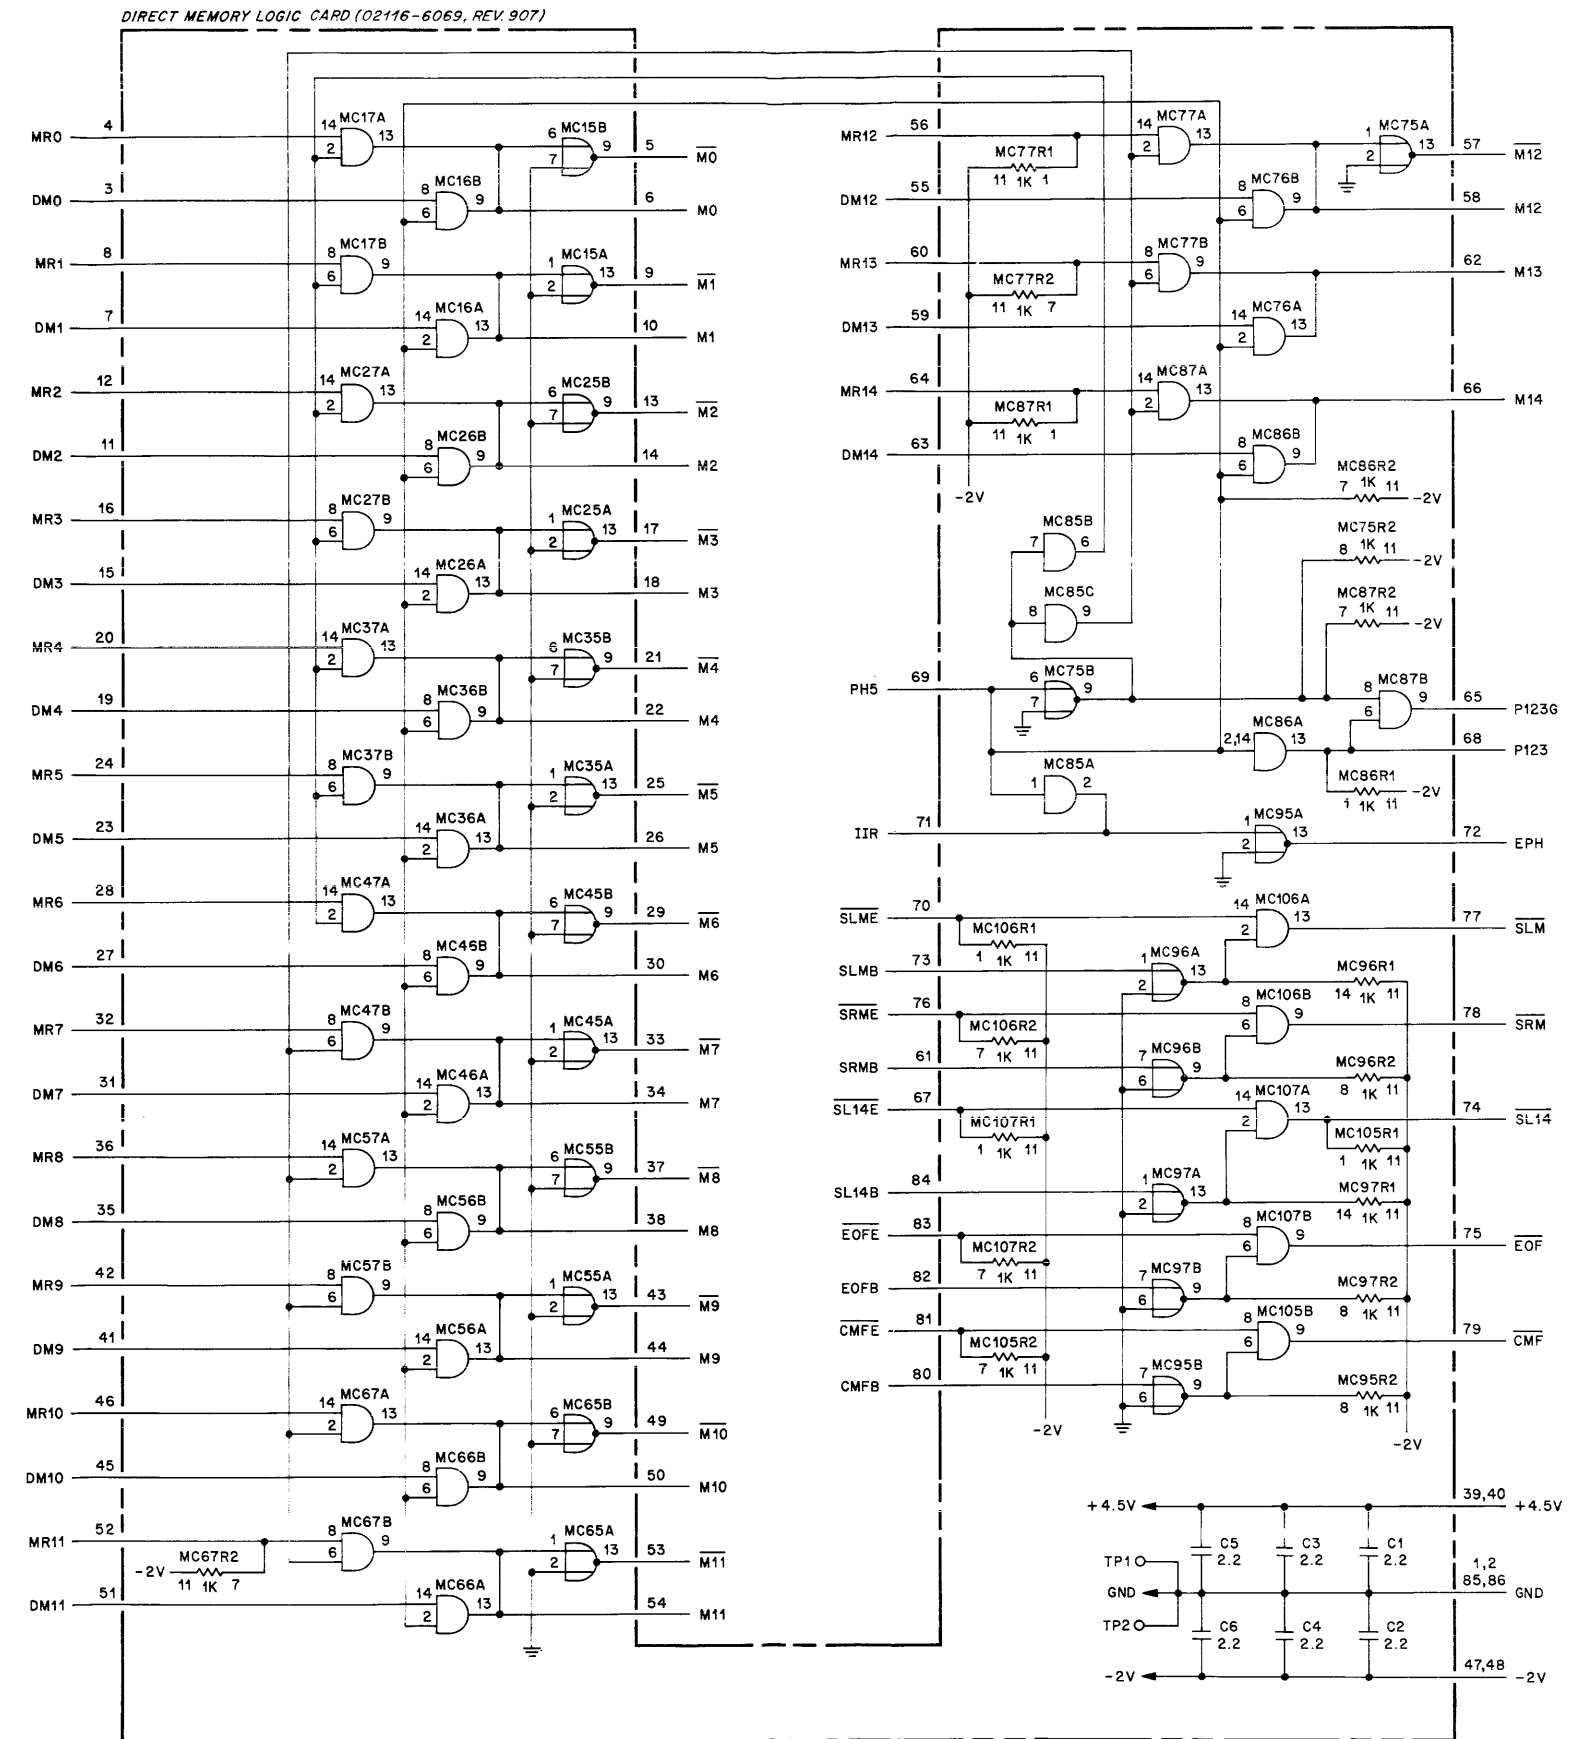 DIRECT MEMORY LOGIC CARD (02116-6069, REV. 907)
MR0 4 14 2 MC17A 13 6 7 MC15B 9 5 M0
DM0 3 8 6 MC16B 9 6 M0
MR1 8 8 6 MC17B 9 1 2 MC15A 13 9 M1
DM1 7 14 2 MC16A 13 10 M1
MR2 12 14 2 MC27A 13 6 7 MC25B 9 13 M2
DM2 11 8 6 MC26B 9 14 M2
MR3 16 8 6 MC27B 9 1 2 MC25A 13 17 M3
DM3 15 14 2 MC26A 13 18 M3
MR4 20 14 2 MC37A 13 6 7 MC35B 9 21 M4
DM4 19 8 6 MC36B 9 22 M4
MR5 24 8 6 MC37B 9 1 2 MC35A 13 25 M5
DM5 23 14 2 MC36A 13 26 M5
MR6 28 14 2 MC47A 13 6 7 MC45B 9 29 M6
DM6 27 8 6 MC46B 9 30 M6
MR7 32 8 6 MC47B 9 1 2 MC45A 13 33 M7
DM7 31 14 2 MC46A 13 34 M7
MR8 36 14 2 MC57A 13 6 7 MC55B 9 37 M8
DM8 35 8 6 MC56B 9 38 M8
MR9 42 8 6 MC57B 9 1 2 MC55A 13 43 M9
DM9 41 14 2 MC56A 13 44 M9
MR10 46 14 2 MC67A 13 6 7 MC65B 9 49 M10
DM10 45 8 6 MC66B 9 50 M10
MR11 52 8 6 MC67B 9 1 2 MC65A 13 53 M11
-2V MC67R2 11 1K 7
DM11 51 14 2 MC66A 13 54 M11
MR12 56 14 2 MC77A 13 1 2 MC75A 13 57 M12
MC77R1 11 1K 1
DM12 55 8 6 MC76B 9 58 M12
MR13 60 8 6 MC77B 9 62 M13
MC77R2 11 1K 7
DM13 59 14 2 MC76A 13
MR14 64 14 2 MC87A 13 66 M14
MC87R1 11 1K 1
DM14 63 8 6 MC86B 9
-2V
MC86R2 7 1K 11 -2V
MC85B 7 6
MC75R2 8 1K 11 -2V
MC85C 8 9
MC87R2 7 1K 11 -2V
PH5 69 6 7 MC75B 9 8 6 MC87B 9 65 P123G
2,14 MC86A 13 68 P123
MC85A 1 2
MC86R1 1 1K 11 -2V
IIR 71 1 2 MC95A 13 72 EPH
SLME 70 14 2 MC106A 13 77 SLM
MC106R1 1 1K 11
SLMB 73 1 2 MC96A 13 MC96R1 14 1K 11
SRME 76 8 6 MC106B 9 78 SRM
MC106R2 7 1K 11
SRMB 61 7 6 MC96B 9 MC96R2 8 1K 11
SL14E 67 14 2 MC107A 13 74 SL14
MC107R1 1 1K 11 MC105R1 1 1K 11
SL14B 84 1 2 MC97A 13 MC97R1 14 1K 11
EOFE 83 8 6 MC107B 9 75 EOF
MC107R2 7 1K 11
EOFB 82 7 6 MC97B 9 MC97R2 8 1K 11
CMFE 81 8 6 MC105B 9 79 CMF
MC105R2 7 1K 11
CMFB 80 7 6 MC95B 9 MC95R2 8 1K 11
-2V
-2V
+4.5V 39,40 +4.5V
C5 2.2 C3 2.2 C1 2.2
TP1
GND 1,2 85,86 GND
TP2
C6 2.2 C4 2.2 C2 2.2
-2V 47,48 -2V